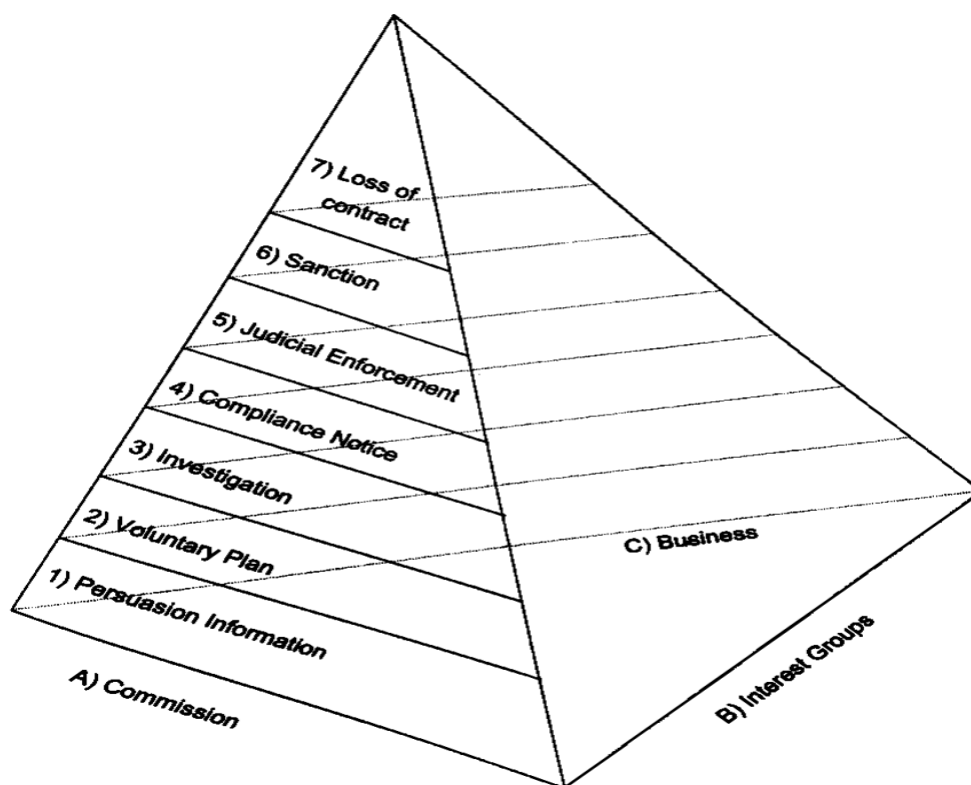 7) Loss of
contract
6) Sanction
5) Judicial Enforcement
4) Compliance Notice
3) Investigation
2) Voluntary Plan
1) Persuasion Information
A) Commission
C) Business
B) Interest Groups